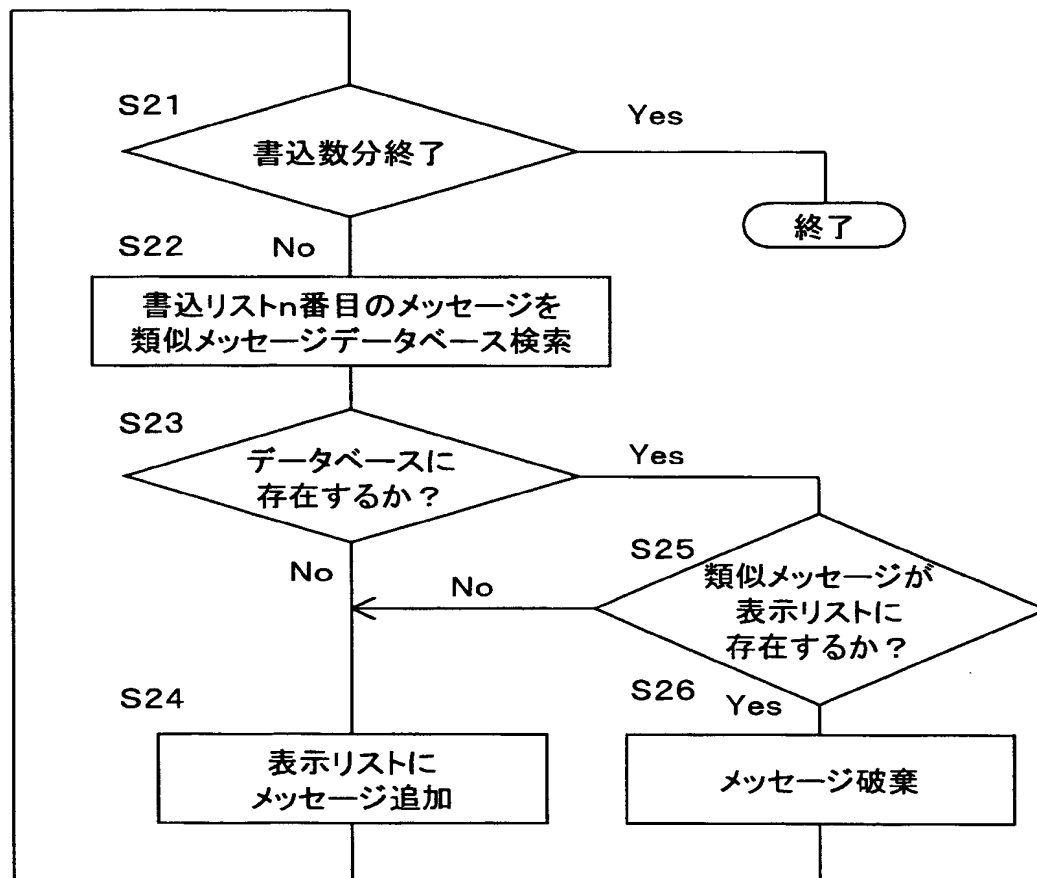 S21
書込数分終了
Yes
終了
S22
No
書込リストn番目のメッセージを
類似メッセージデータベース検索
S23
データベースに
存在するか?
Yes
No
S25
類似メッセージが
表示リストに
存在するか?
No
S24
表示リストに
メッセージ追加
S26
Yes
メッセージ破棄